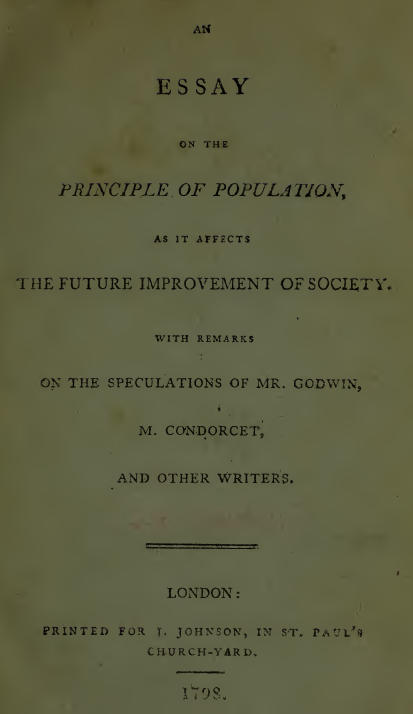 AN
ESSAY
ON THE
PRINCIPLE OF POPULATION,
AS IT AFFECTS
THE FUTURE IMPROVEMENT OF SOCIETY.
WITH REMARKS
ON THE SPECULATIONS OF MR. GODWIN,
M. CONDORCET,
AND OTHER WRITERS.
LONDON:
PRINTED FOR J. JOHNSON, IN ST. PAUL'S
CHURCH-YARD.
1798.